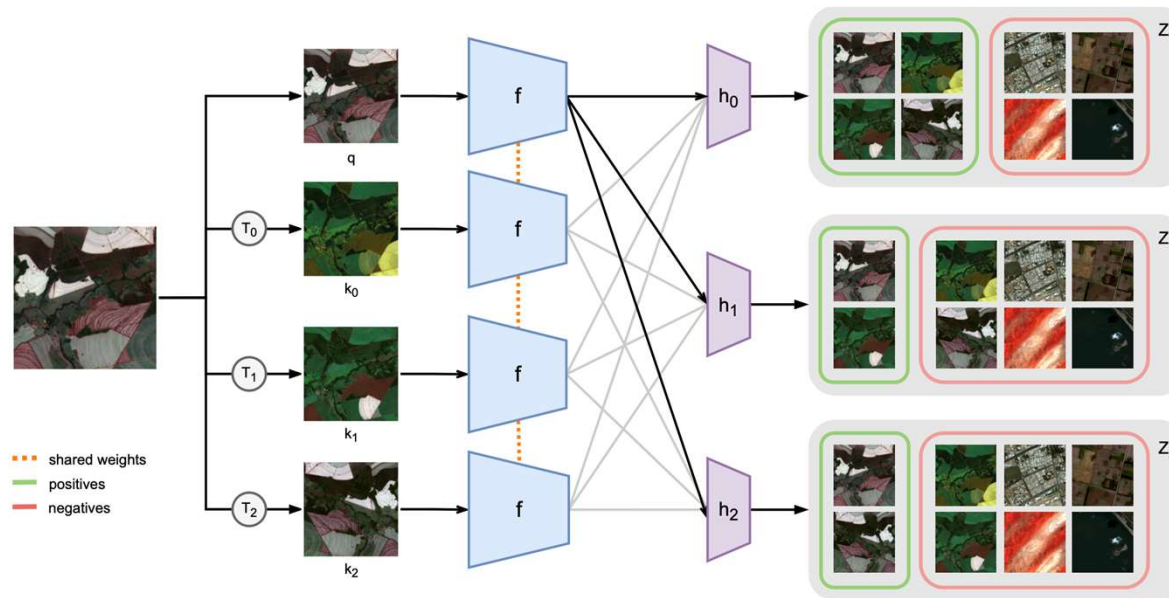 q
f
h₀
Z
T₀
k₀
f
T₁
k₁
f
h₁
Z
T₂
k₂
f
h₂
Z
shared weights
positives
negatives